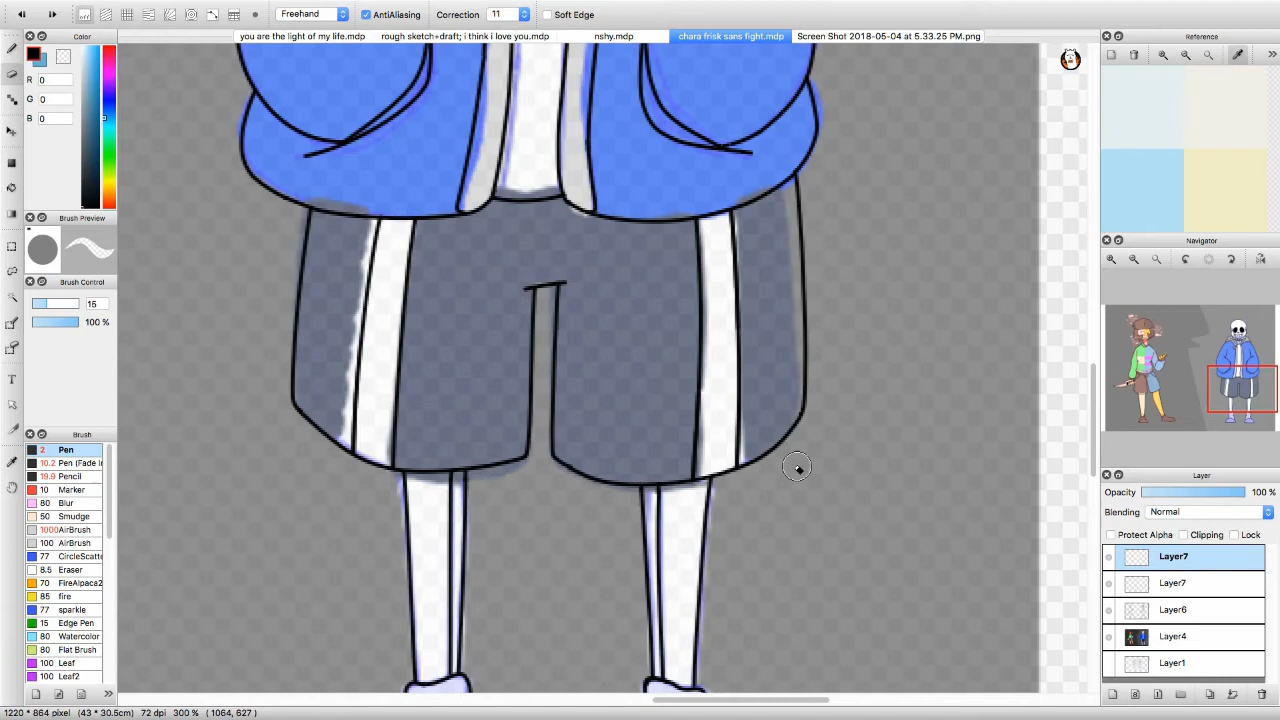 Freehand AntiAliasing Correction 11 Soft Edge
Color you are the light of my life.mdp rough sketch+draft; i think i love you.mdp nshy.mdp chara frisk sans fight.mdp Screen Shot 2018-05-04 at 5.33.25 PM.png Reference
R 0
G 0
B 0
Brush Preview
Navigator
Brush Control
15
100 %
Brush
2 Pen
10.2 Pen (Fade I
19.9 Pencil
10 Marker
80 Blur
50 Smudge
1000 AirBrush
100 AirBrush
77 CircleScatte
8.5 Eraser
70 FireAlpaca2
85 fire
77 sparkle
15 Edge Pen
80 Watercolor
80 Flat Brush
100 Leaf
100 Leaf2
Layer
Opacity 100 %
Blending Normal
Protect Alpha Clipping Lock
Layer7
Layer7
Layer6
Layer4
Layer1
1220 * 864 pixel (43 * 30.5cm) 72 dpi 300 % ( 1064, 627 )